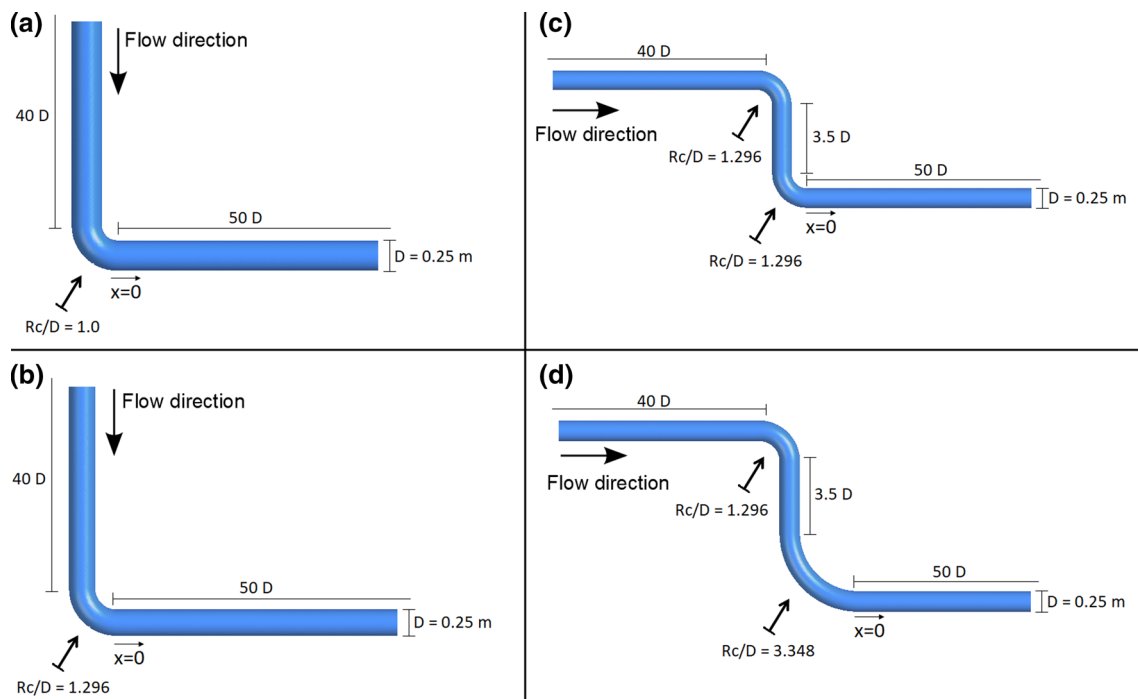 (a)
Flow direction
40 D
50 D
D = 0.25 m
x=0
Rc/D = 1.0
(b)
Flow direction
40 D
50 D
D = 0.25 m
x=0
Rc/D = 1.296
(c)
40 D
Flow direction
3.5 D
Rc/D = 1.296
50 D
D = 0.25 m
x=0
Rc/D = 1.296
(d)
40 D
Flow direction
3.5 D
Rc/D = 1.296
50 D
D = 0.25 m
x=0
Rc/D = 3.348